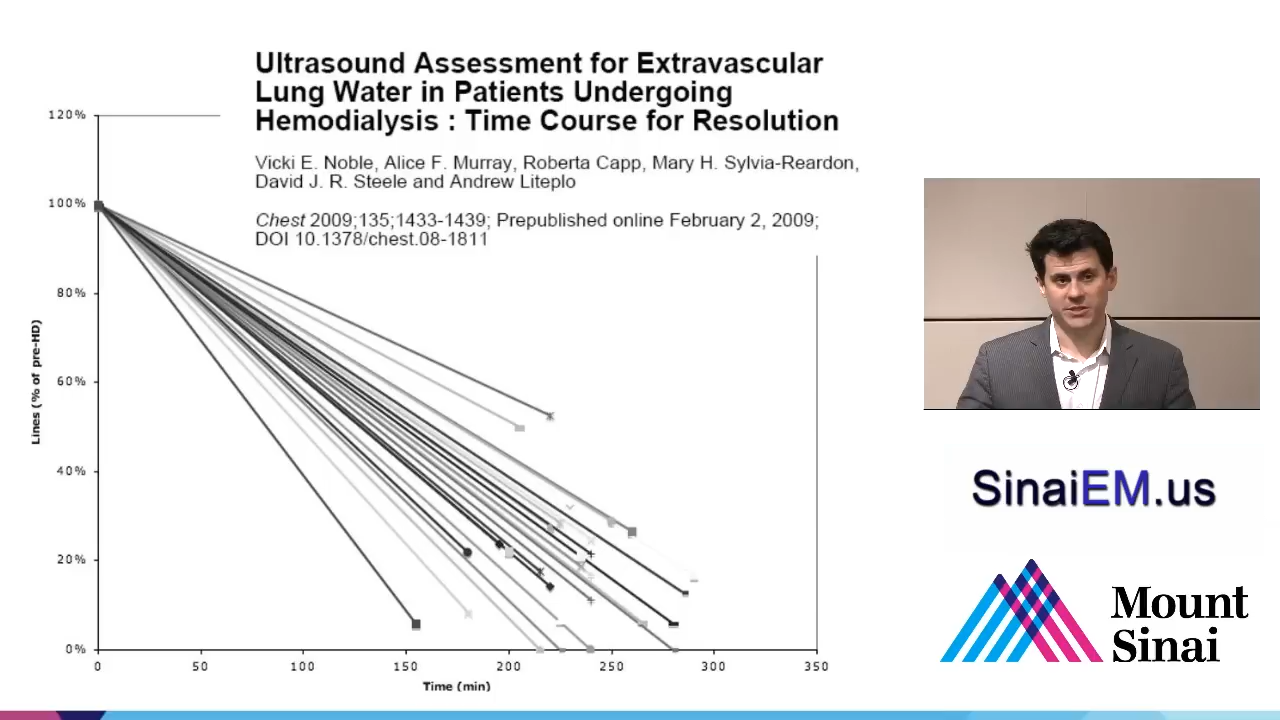 Ultrasound Assessment for Extravascular
Lung Water in Patients Undergoing
Hemodialysis : Time Course for Resolution
Vicki E. Noble, Alice F. Murray, Roberta Capp, Mary H. Sylvia-Reardon,
David J. R. Steele and Andrew Liteplo
Chest 2009;135;1433-1439; Prepublished online February 2, 2009;
DOI 10.1378/chest.08-1811
120%
100%
80%
60%
40%
20%
0%
Lines (% of pre-HD)
0 50 100 150 200 250 300 350
Time (min)
SinaiEM.us
Mount
Sinai